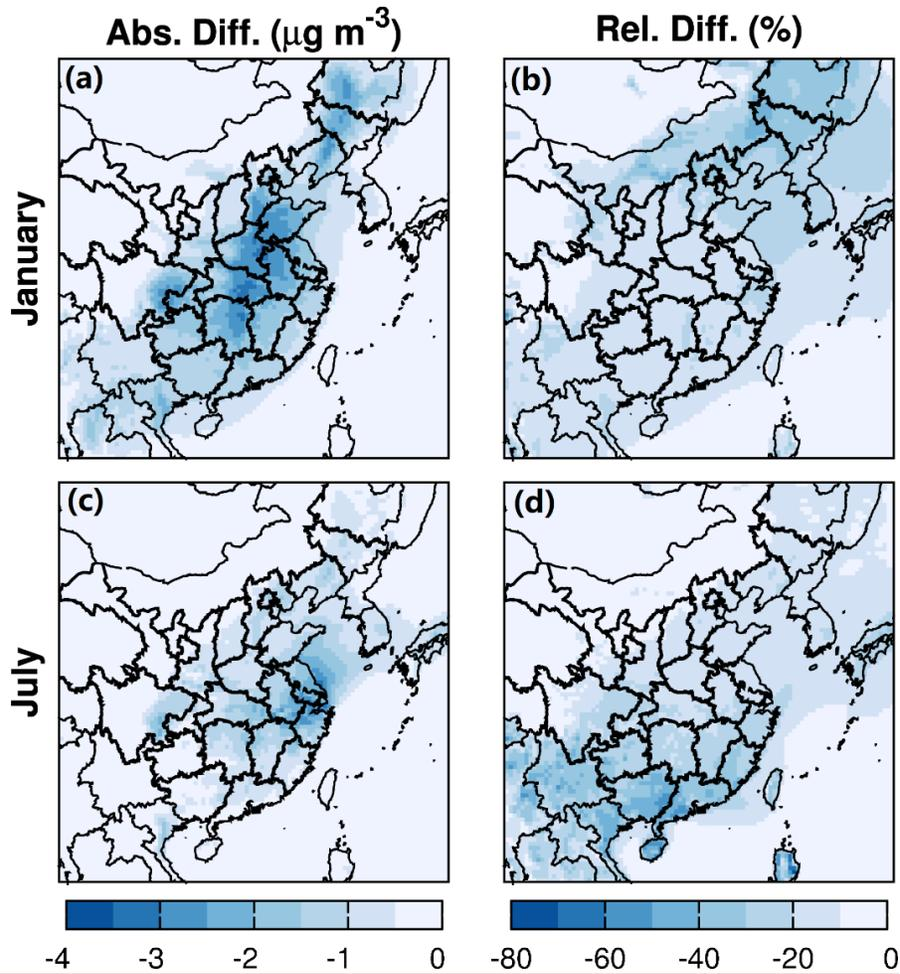 Abs. Diff. (μg m⁻³) Rel. Diff. (%)
(a) (b)
January
(c) (d)
July
-4 -3 -2 -1 0 -80 -60 -40 -20 0